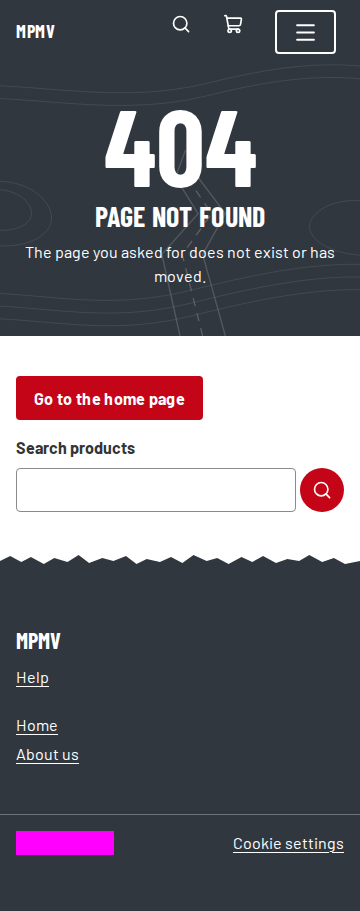 MPMV
404
PAGE NOT FOUND
The page you asked for does not exist or has
moved.
Go to the home page
Search products
MPMV
Help
Home
About us
Cookie settings